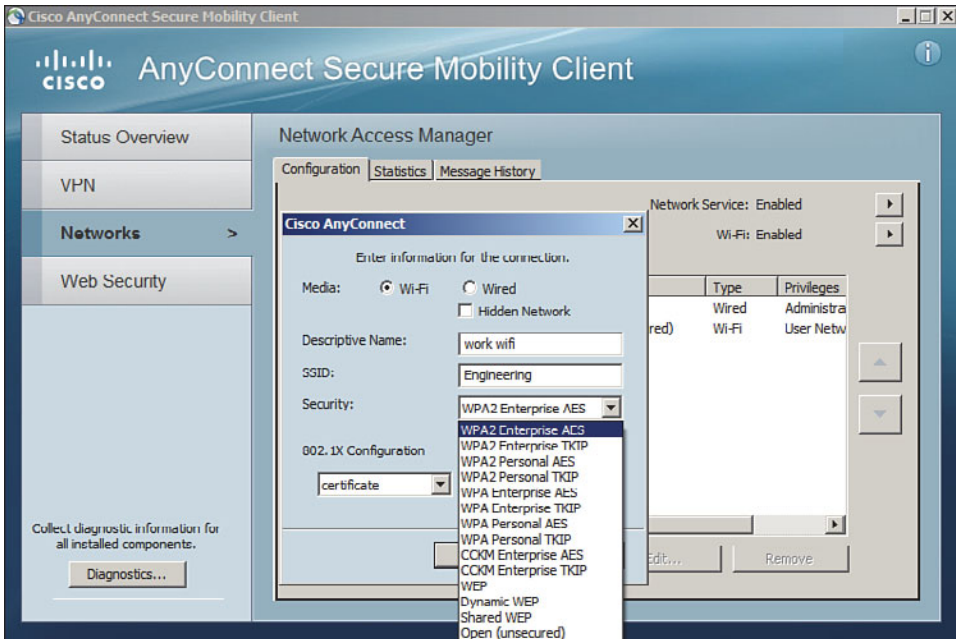 Cisco AnyConnect Secure Mobility Client
CISCO
AnyConnect Secure Mobility Client
Status Overview
VPN
Networks >
Web Security
Collect diagnostic information for
all installed components.
Diagnostics...
Network Access Manager
Configuration Statistics Message History
Network Service: Enabled
Wi-Fi: Enabled
Type Privileges
Wired Administra
red) Wi-Fi User Netw
Edit... Remove
Cisco AnyConnect
Enter information for the connection.
Media: Wi-Fi Wired
Hidden Network
Descriptive Name: work wifi
SSID: Engineering
Security: WPA2 Enterprise AES
WPA2 Enterprise AES
WPA2 Enterprise TKIP
WPA2 Personal AES
WPA2 Personal TKIP
WPA Enterprise AES
WPA Enterprise TKIP
WPA Personal AES
WPA Personal TKIP
CCKM Enterprise AES
CCKM Enterprise TKIP
WEP
Dynamic WEP
Shared WEP
Open (unsecured)
802.1X Configuration
certificate